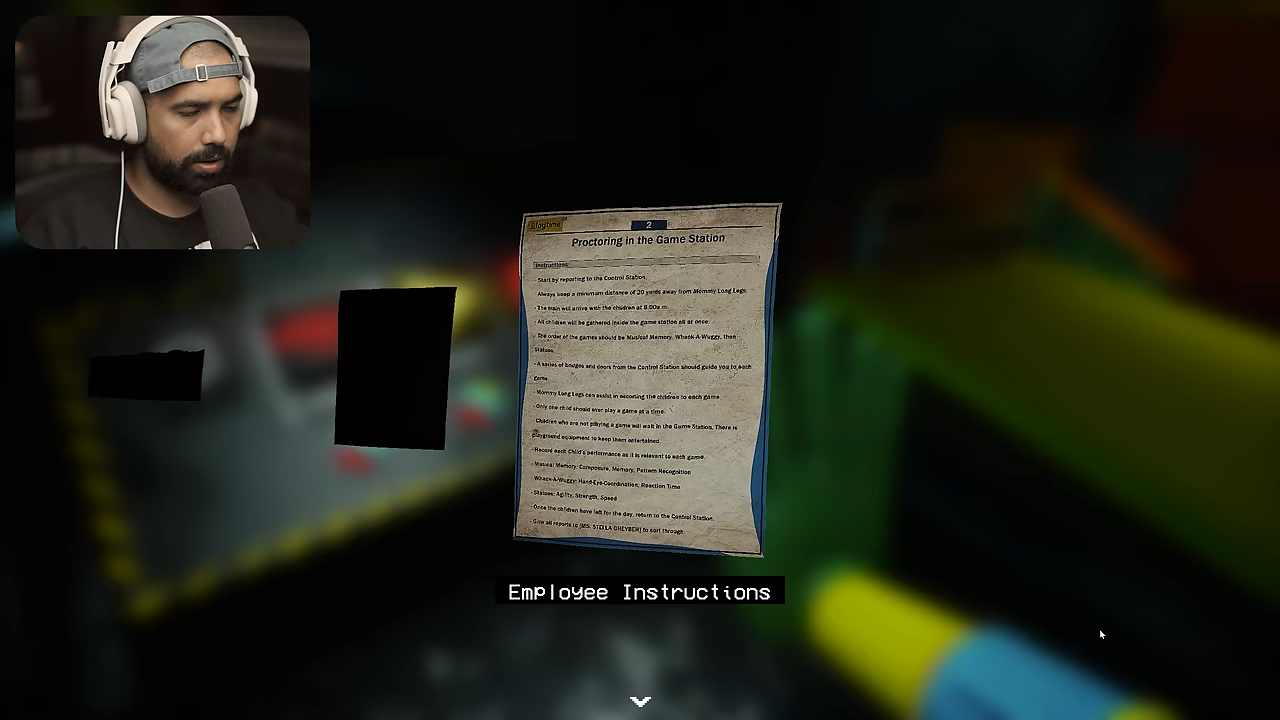 Playtime
2
Proctoring in the Game Station
Instructions:
- Start by reporting to the Control Station.
- Always keep a minimum distance of 20 yards away from Mommy Long Legs
- The train will arrive with the children at 8:00a.m.
- All children will be gathered inside the game station all at once.
- The order of the games should be Musical Memory, Whack-A-Wuggy, then
Statues.
- A series of bridges and doors from the Control Station should guide you to each
game.
- Mommy Long Legs can assist in escorting the children to each game.
- Only one child should ever play a game at a time.
- Children who are not playing a game will wait in the Game Station. There is
playground equipment to keep them entertained
- Record each Child's performance as it is relevant to each game.
- Musical Memory: Composure, Memory, Pattern Recognition
- Whack-A-Wuggy: Hand-Eye-Coordination, Reaction Time
- Statues: Agility, Strength, Speed
- Once the children have left for the day, return to the Control Station.
- Give all reports to [MS. STELLA GREYBER] to sort through
Employee Instructions